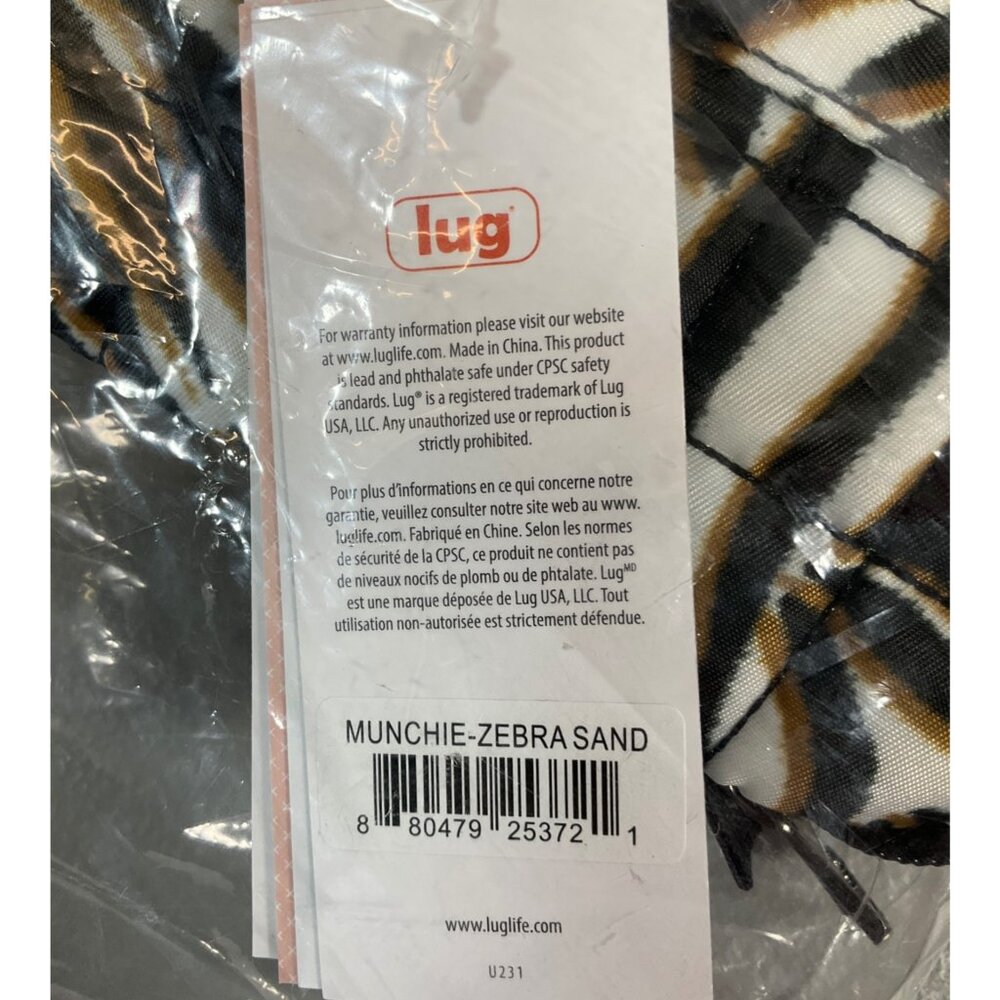 lug
For warranty information please visit our website
at www.luglife.com. Made in China. This product
is lead and phthalate safe under CPSC safety
standards. Lug® is a registered trademark of Lug
USA, LLC. Any unauthorized use or reproduction is
strictly prohibited.
Pour plus d'informations en ce qui concerne notre
garantie, veuillez consulter notre site web au www.
luglife.com. Fabriqué en Chine. Selon les normes
de sécurité de la CPSC, ce produit ne contient pas
de niveaux nocifs de plomb ou de phtalate. Lug^MD
est une marque déposée de Lug USA, LLC. Tout
utilisation non-autorisée est strictement défendue.
MUNCHIE-ZEBRA SAND
8 80479 25372 1
www.luglife.com
U231